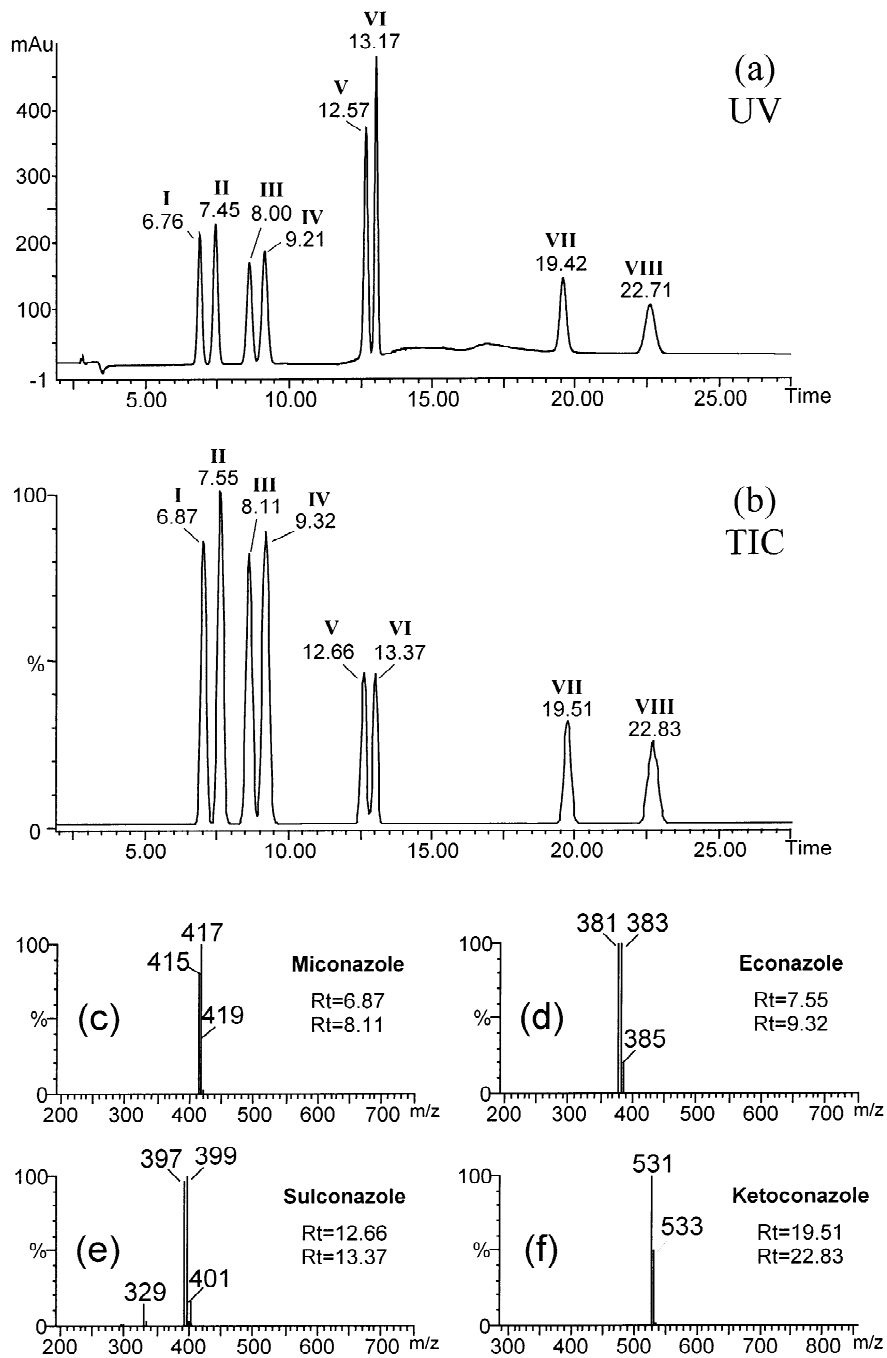 mAu
VI
13.17
(a)
UV
V
12.57
400
300
I
6.76
II
7.45
III
8.00
IV
9.21
200
VII
19.42
VIII
22.71
100
-1
5.00 10.00 15.00 20.00 25.00 Time
II
7.55
100
I
6.87
III
8.11
IV
9.32
(b)
TIC
%
V
12.66
VI
13.37
VII
19.51
VIII
22.83
0
5.00 10.00 15.00 20.00 25.00 Time
100
417
415
419
Miconazole
Rt=6.87
Rt=8.11
%
(c)
0
200 300 400 500 600 700 m/z
100
381 383
385
Econazole
Rt=7.55
Rt=9.32
%
(d)
0
200 300 400 500 600 700 m/z
100
397 399
Sulconazole
Rt=12.66
Rt=13.37
%
(e)
329
401
0
200 300 400 500 600 700 m/z
100
531
533
Ketoconazole
Rt=19.51
Rt=22.83
%
(f)
0
300 400 500 600 700 800 m/z